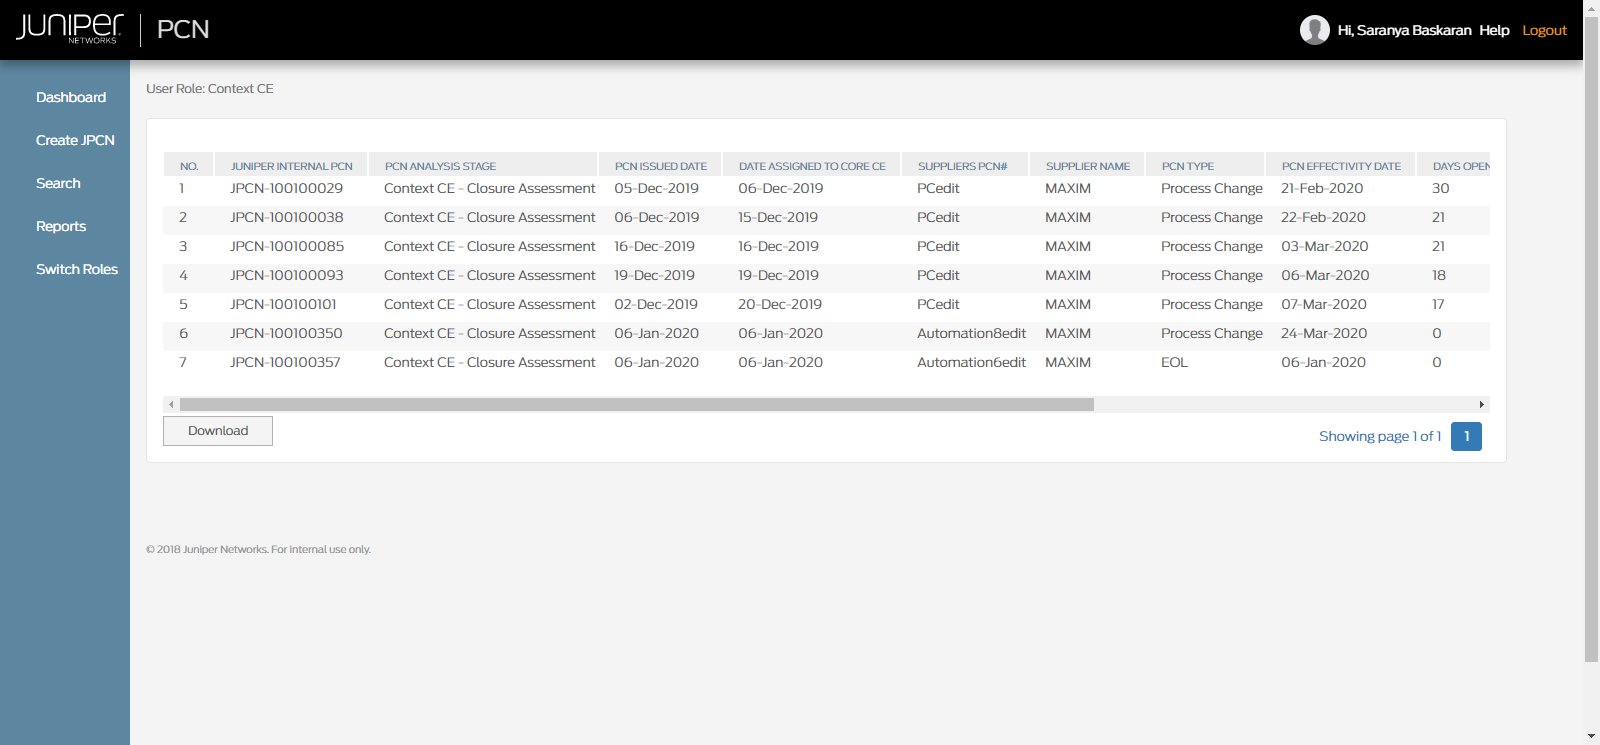 JUNIPER NETWORKS PCN Hi, Saranya Baskaran Help Logout
Dashboard
Create JPCN
Search
Reports
Switch Roles
User Role: Context CE
NO. JUNIPER INTERNAL PCN PCN ANALYSIS STAGE PCN ISSUED DATE DATE ASSIGNED TO CORE CE SUPPLIERS PCN# SUPPLIER NAME PCN TYPE PCN EFFECTIVITY DATE DAYS OPEN
1 JPCN-100100029 Context CE - Closure Assessment 05-Dec-2019 06-Dec-2019 PCedit MAXIM Process Change 21-Feb-2020 30
2 JPCN-100100038 Context CE - Closure Assessment 06-Dec-2019 15-Dec-2019 PCedit MAXIM Process Change 22-Feb-2020 21
3 JPCN-100100085 Context CE - Closure Assessment 16-Dec-2019 16-Dec-2019 PCedit MAXIM Process Change 03-Mar-2020 21
4 JPCN-100100093 Context CE - Closure Assessment 19-Dec-2019 19-Dec-2019 PCedit MAXIM Process Change 06-Mar-2020 18
5 JPCN-100100101 Context CE - Closure Assessment 02-Dec-2019 20-Dec-2019 PCedit MAXIM Process Change 07-Mar-2020 17
6 JPCN-100100350 Context CE - Closure Assessment 06-Jan-2020 06-Jan-2020 Automation8edit MAXIM Process Change 24-Mar-2020 0
7 JPCN-100100357 Context CE - Closure Assessment 06-Jan-2020 06-Jan-2020 Automation6edit MAXIM EOL 06-Jan-2020 0
Download
Showing page 1 of 1 1
© 2018 Juniper Networks. For internal use only.